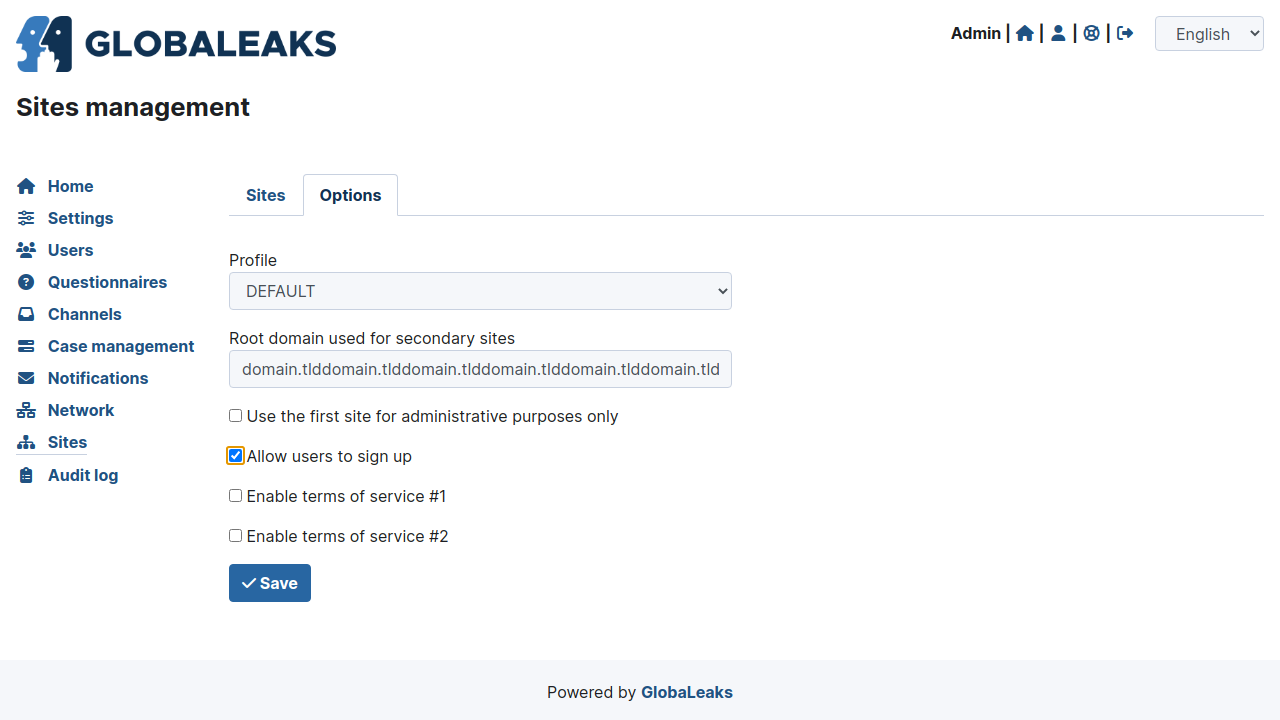 GLOBALEAKS
Admin | | | |
English
Sites management
Home
Settings
Users
Questionnaires
Channels
Case management
Notifications
Network
Sites
Audit log
Sites
Options
Profile
DEFAULT
Root domain used for secondary sites
domain.tlddomain.tlddomain.tlddomain.tlddomain.tlddomain.tld
Use the first site for administrative purposes only
Allow users to sign up
Enable terms of service #1
Enable terms of service #2
Save
Powered by GlobaLeaks